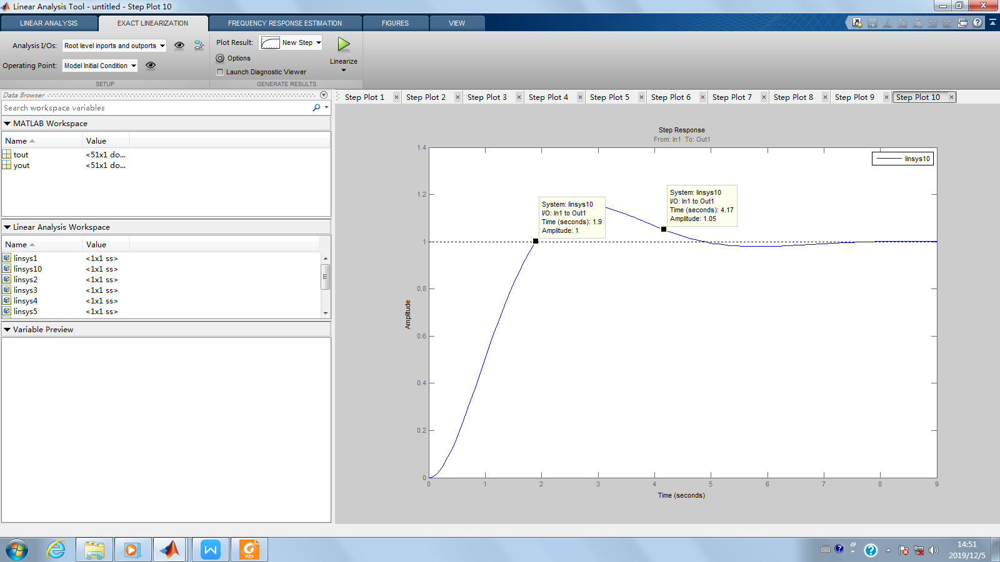 Linear Analysis Tool - untitled - Step Plot 10
LINEAR ANALYSIS
EXACT LINEARIZATION
FREQUENCY RESPONSE ESTIMATION
FIGURES
VIEW
Analysis I/Os:
Root level inports and outports
Operating Point:
Model Initial Condition
SETUP
Plot Result:
New Step
Options
Launch Diagnostic Viewer
Linearize
GENERATE RESULTS
Data Browser
Search workspace variables
MATLAB Workspace
Name Value
tout <51x1 do...
yout <51x1 do...
Linear Analysis Workspace
Name Value
linsys1 <1x1 ss>
linsys10 <1x1 ss>
linsys2 <1x1 ss>
linsys3 <1x1 ss>
linsys4 <1x1 ss>
linsys5 <1x1 ss>
Variable Preview
Step Plot 1
Step Plot 2
Step Plot 3
Step Plot 4
Step Plot 5
Step Plot 6
Step Plot 7
Step Plot 8
Step Plot 9
Step Plot 10
Step Response
From: In1 To: Out1
linsys10
System: linsys10
I/O: In1 to Out1
Time (seconds): 1.9
Amplitude: 1
System: linsys10
I/O: In1 to Out1
Time (seconds): 4.17
Amplitude: 1.05
1.4
1.2
1
0.8
0.6
0.4
0.2
0
Amplitude
0 1 2 3 4 5 6 7 8 9
Time (seconds)
PDF
14:51
2019/12/5